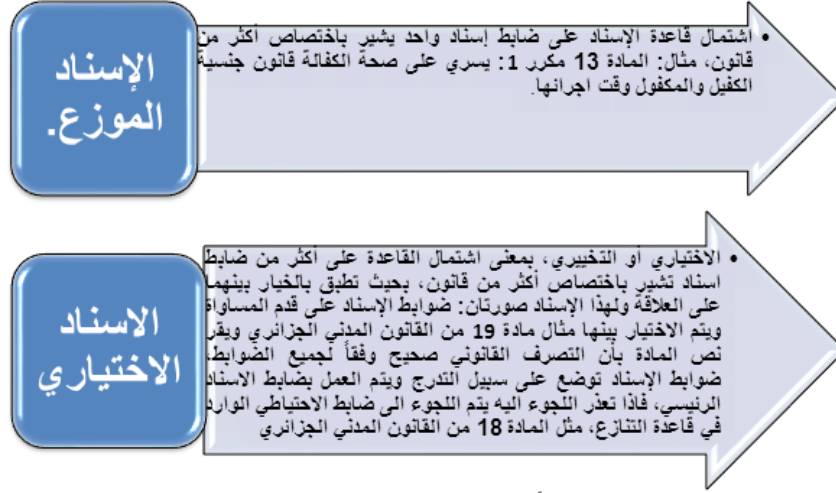 الإسناد
الموزع.
• اشتمال قاعدة الإسناد على ضابط إسناد واحد يشير باختصاص أكثر من
قانون، مثال: المادة 13 مكرر 1: يسري على صحة الكفالة قانون جنسية
الكفيل والمكفول وقت اجرانها.
الاسناد
الاختياري
• الاختياري أو التخييري، بمعنى اشتمال القاعدة على أكثر من ضابط
اسناد تشير باختصاص أكثر من قانون، بحيث تطبق بالخيار بينهما
على العلاقة ولهذا الإسناد صورتان: ضوابط الإسناد على قدم المساواة
ويتم الاختيار بينها مثال مادة 19 من القانون المدني الجزائري ويقر
نص المادة بأن التصرف القانوني صحيح وفقاً لجميع الضوابط،
ضوابط الإسناد توضع على سبيل التدرج ويتم العمل بضابط الاسناد
الرئيسي، فاذا تعذر اللجوء اليه يتم اللجوء الى ضابط الاحتياطي الوارد
في قاعدة التنازع، مثل المادة 18 من القانون المدني الجزائري